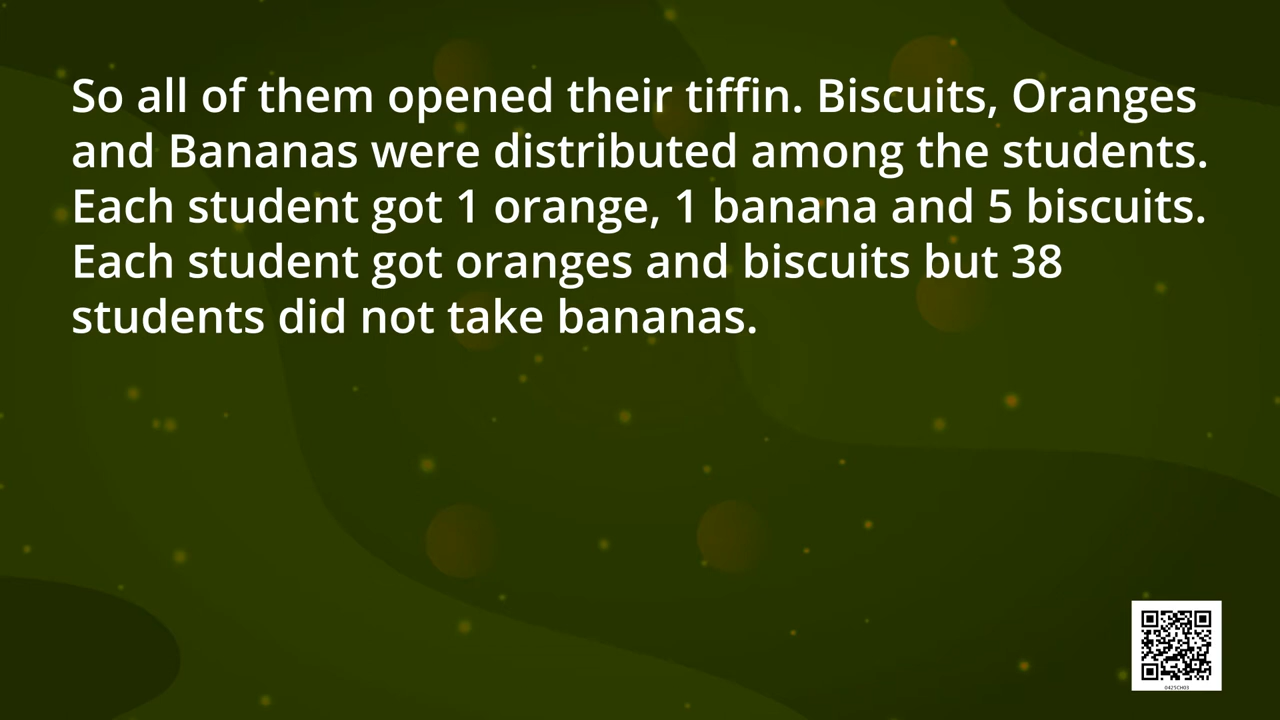 So all of them opened their tiffin. Biscuits, Oranges
and Bananas were distributed among the students.
Each student got 1 orange, 1 banana and 5 biscuits.
Each student got oranges and biscuits but 38
students did not take bananas.
0425CH03